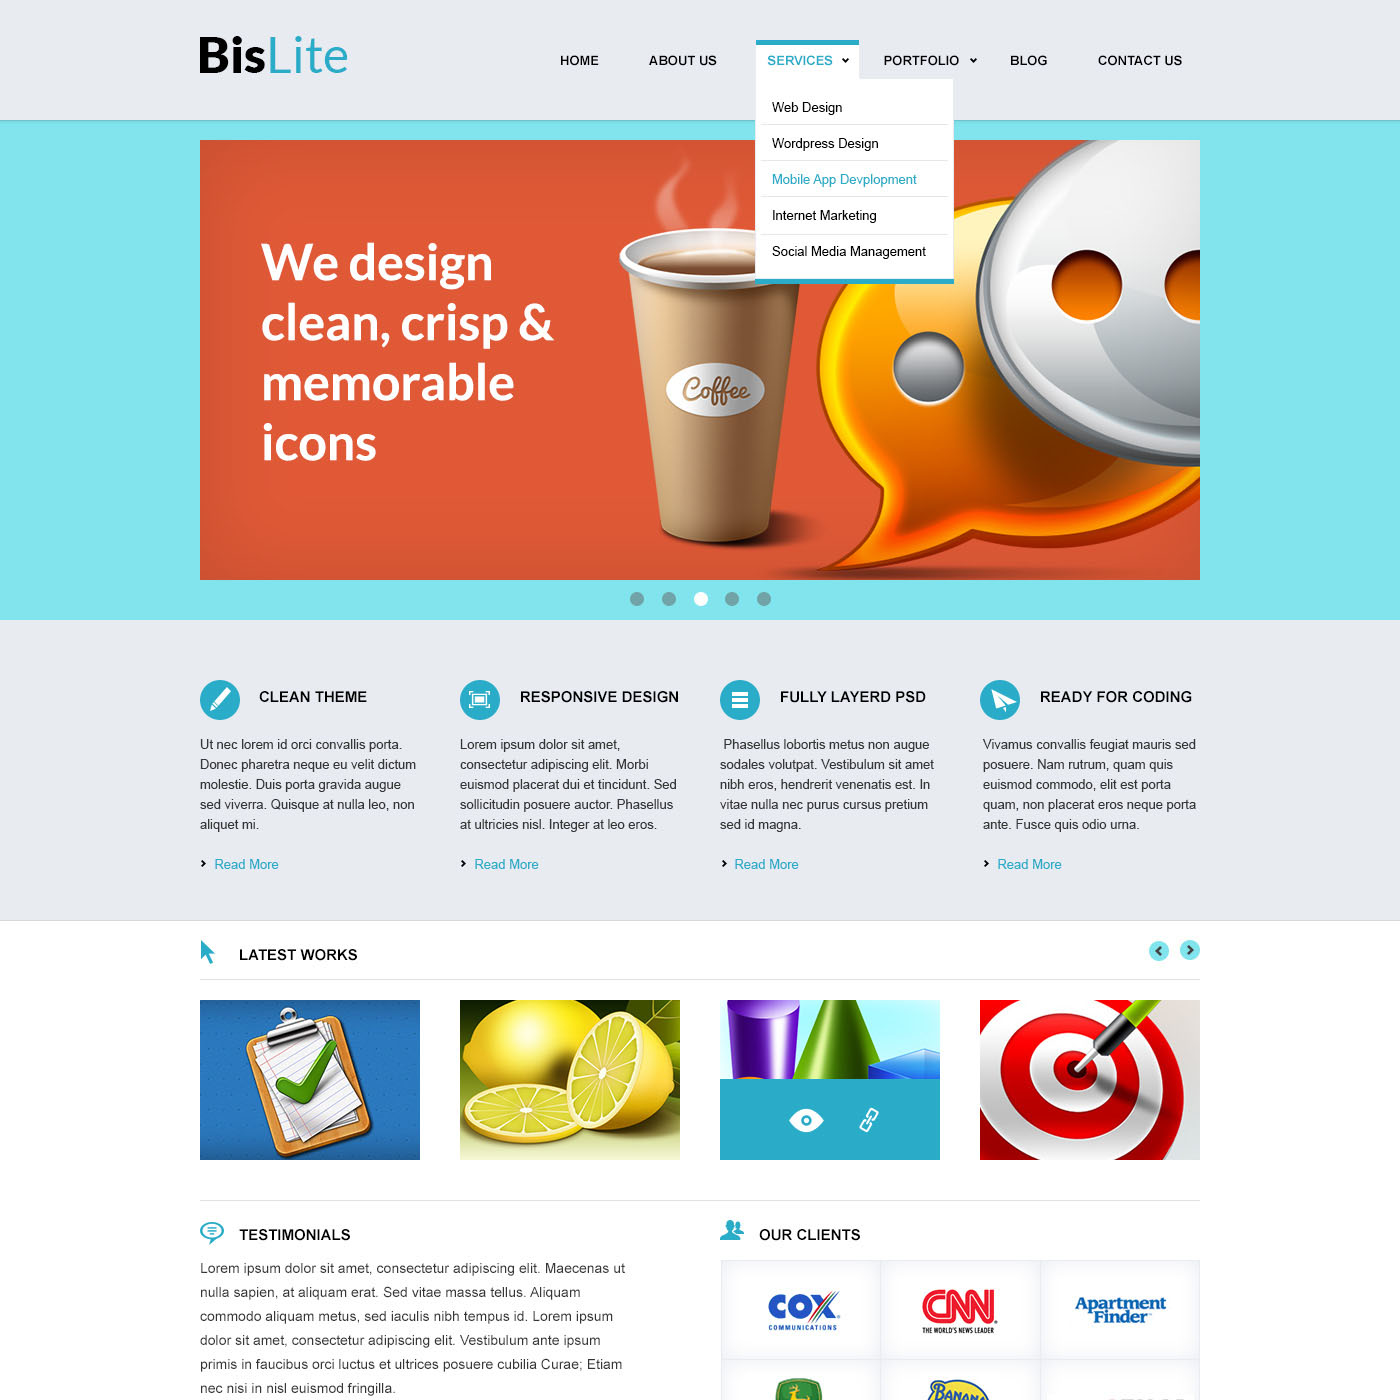 BisLite
HOME
ABOUT US
SERVICES
PORTFOLIO
BLOG
CONTACT US
Web Design
Wordpress Design
Mobile App Devplopment
Internet Marketing
Social Media Management
We design
clean, crisp &
memorable
icons
Coffee
CLEAN THEME
Ut nec lorem id orci convallis porta.
Donec pharetra neque eu velit dictum
molestie. Duis porta gravida augue
sed viverra. Quisque at nulla leo, non
aliquet mi.
Read More
RESPONSIVE DESIGN
Lorem ipsum dolor sit amet,
consectetur adipiscing elit. Morbi
euismod placerat dui et tincidunt. Sed
sollicitudin posuere auctor. Phasellus
at ultricies nisl. Integer at leo eros.
Read More
FULLY LAYERD PSD
Phasellus lobortis metus non augue
sodales volutpat. Vestibulum sit amet
nibh eros, hendrerit venenatis est. In
vitae nulla nec purus cursus pretium
sed id magna.
Read More
READY FOR CODING
Vivamus convallis feugiat mauris sed
posuere. Nam rutrum, quam quis
euismod commodo, elit est porta
quam, non placerat eros neque porta
ante. Fusce quis odio urna.
Read More
LATEST WORKS
TESTIMONIALS
Lorem ipsum dolor sit amet, consectetur adipiscing elit. Maecenas ut
nulla sapien, at aliquam erat. Sed vitae massa tellus. Aliquam
commodo aliquam metus, sed iaculis nibh tempus id. Lorem ipsum
dolor sit amet, consectetur adipiscing elit. Vestibulum ante ipsum
primis in faucibus orci luctus et ultrices posuere cubilia Curae; Etiam
nec nisi in nisl euismod fringilla.
OUR CLIENTS
COX
COMMUNICATIONS
CNN
THE WORLD'S NEWS LEADER
Apartment
Finder
BANANA